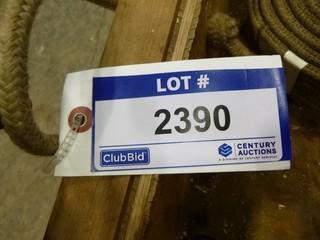 LOT #
2390
ClubBid
CENTURY
AUCTIONS
A DIVISION OF CENTURY SERVICES